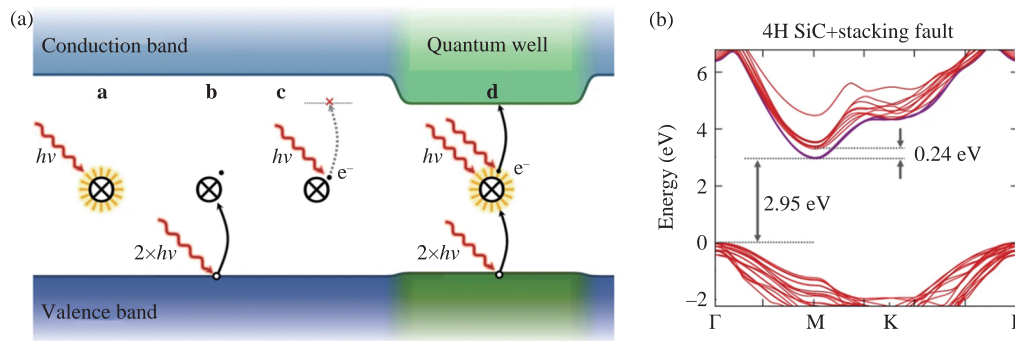 (a)
Conduction band
Quantum well
a
b
c
d
hν
hν
hν
e⁻
e⁻
2×hν
2×hν
Valence band
(b)
4H SiC+stacking fault
Energy (eV)
6
4
2
0
–2
0.24 eV
2.95 eV
Γ
M
K